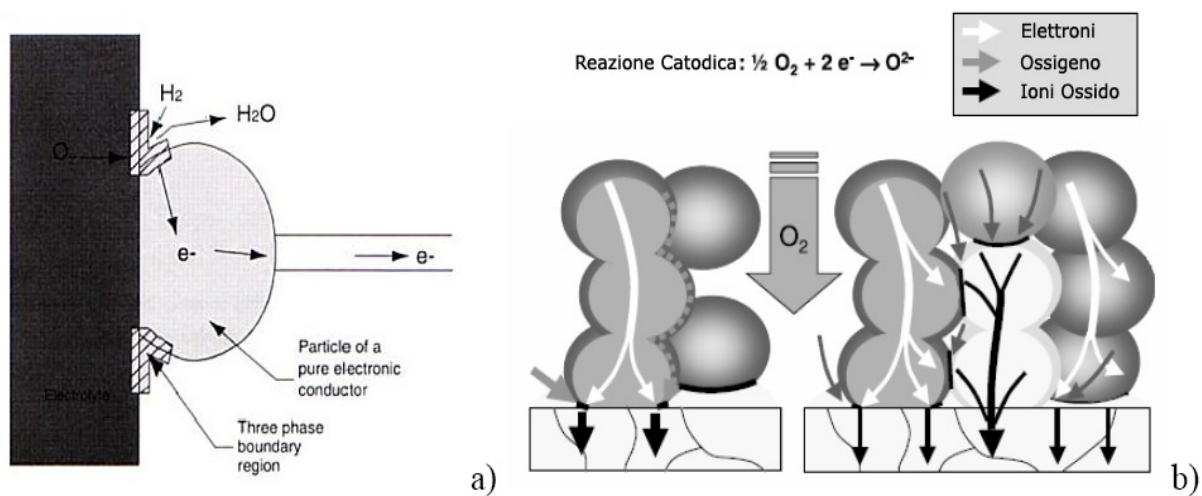 H2
H2O
O
e-
e-
Particle of a
pure electronic
conductor
Electrolyte
Three phase
boundary
region
a)
Reazione Catodica: ½ O₂ + 2 e⁻ → O²⁻
Elettroni
Ossigeno
Ioni Ossido
O₂
b)